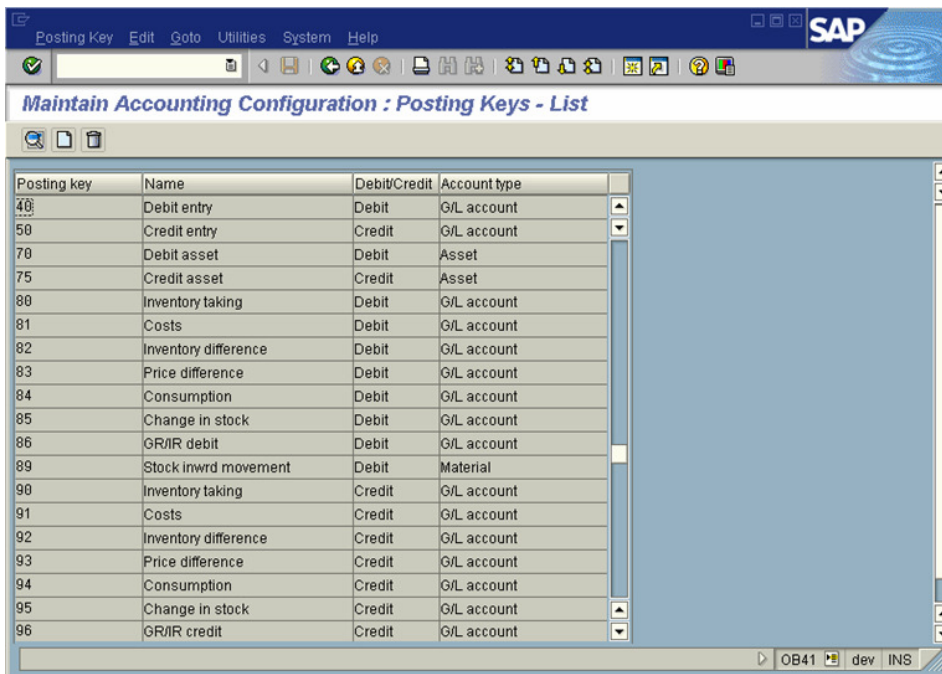 Posting Key Edit Goto Utilities System Help
SAP
Maintain Accounting Configuration : Posting Keys - List
Posting key Name Debit/Credit Account type
40 Debit entry Debit G/L account
50 Credit entry Credit G/L account
70 Debit asset Debit Asset
75 Credit asset Credit Asset
80 Inventory taking Debit G/L account
81 Costs Debit G/L account
82 Inventory difference Debit G/L account
83 Price difference Debit G/L account
84 Consumption Debit G/L account
85 Change in stock Debit G/L account
86 GR/IR debit Debit G/L account
89 Stock inwrd movement Debit Material
90 Inventory taking Credit G/L account
91 Costs Credit G/L account
92 Inventory difference Credit G/L account
93 Price difference Credit G/L account
94 Consumption Credit G/L account
95 Change in stock Credit G/L account
96 GR/IR credit Credit G/L account
OB41 dev INS